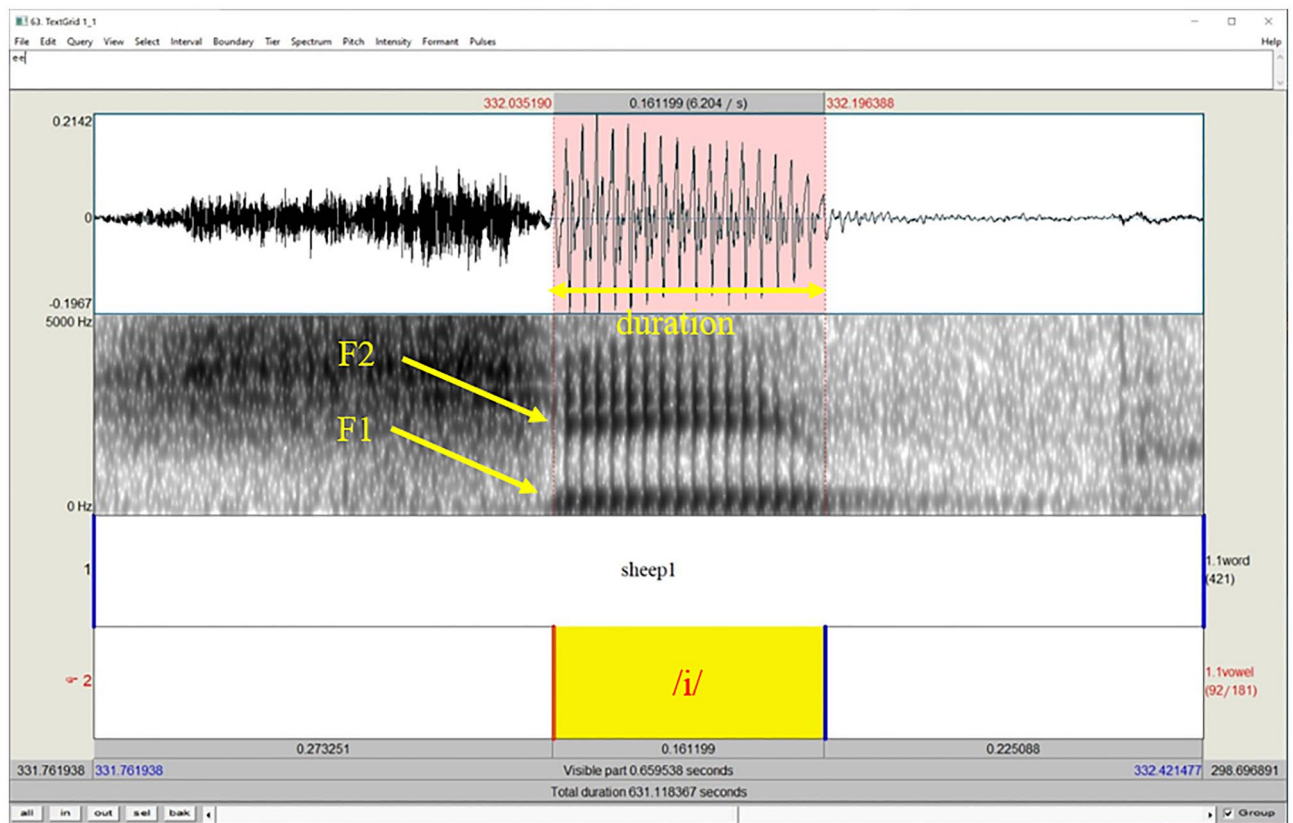 63. TextGrid 1_1
File Edit Query View Select Interval Boundary Tier Spectrum Pitch Intensity Formant Pulses Help
ee
332.035190 0.161199 (6.204 / s) 332.196388
0.2142
0
-0.1967
5000 Hz
duration
F2
F1
0 Hz
1 sheep1 1.1word
(421)
2 /i/ 1.1vowel
(92/181)
0.273251 0.161199 0.225088
331.761938 331.761938 Visible part 0.659538 seconds 332.421477 298.696891
Total duration 631.118367 seconds
all in out sel bak Group